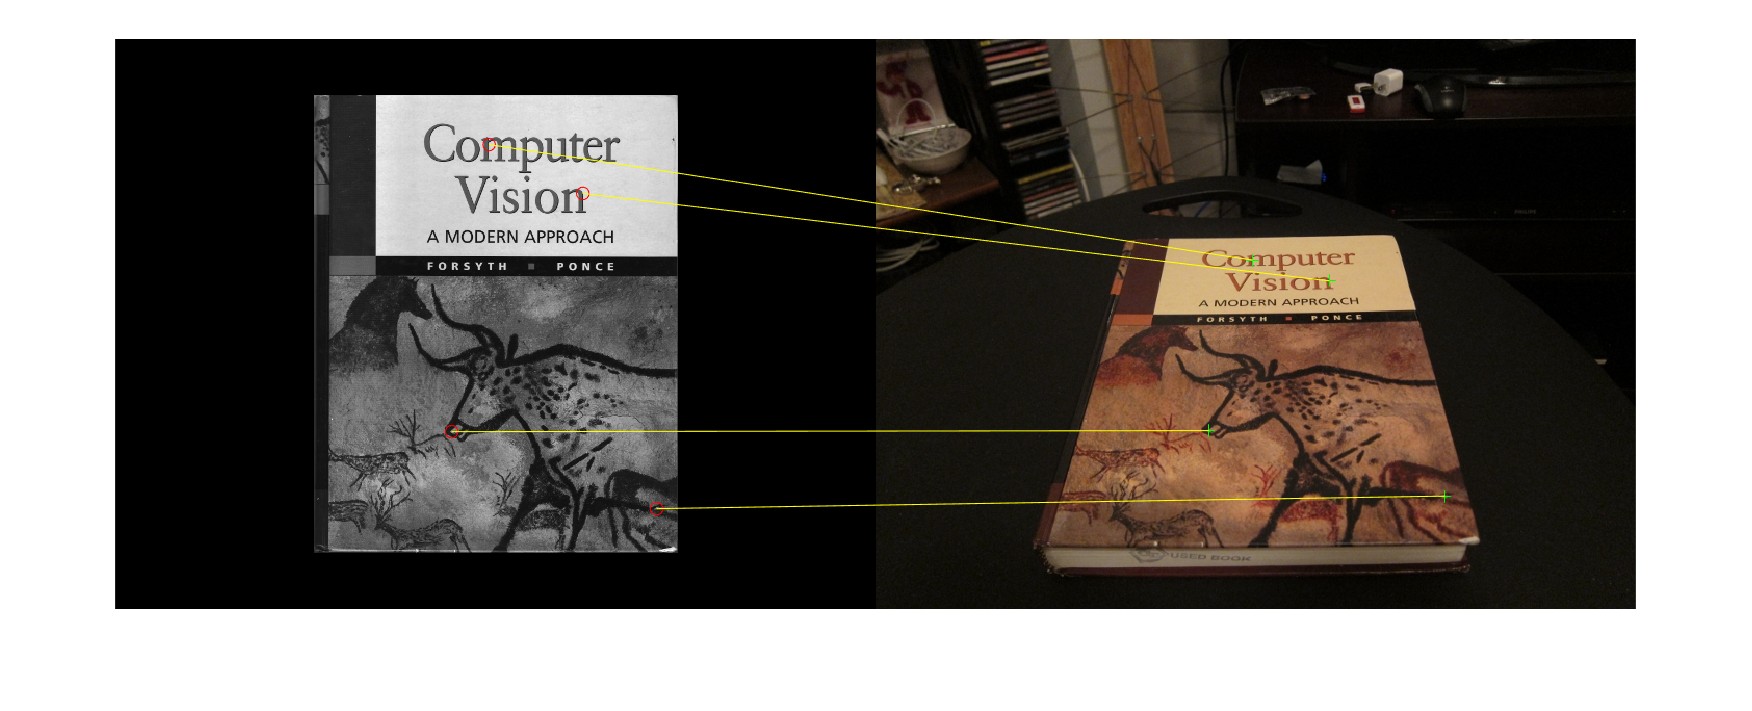 Computer
Vision
A MODERN APPROACH
FORSYTH PONCE
Computer
Vision
A MODERN APPROACH
FORSYTH PONCE
USED BOOK